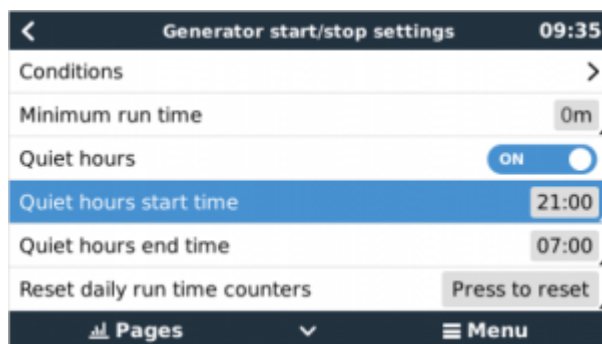 Generator start/stop settings 09:35
Conditions
Minimum run time 0m
Quiet hours ON
Quiet hours start time 21:00
Quiet hours end time 07:00
Reset daily run time counters Press to reset
Pages Menu